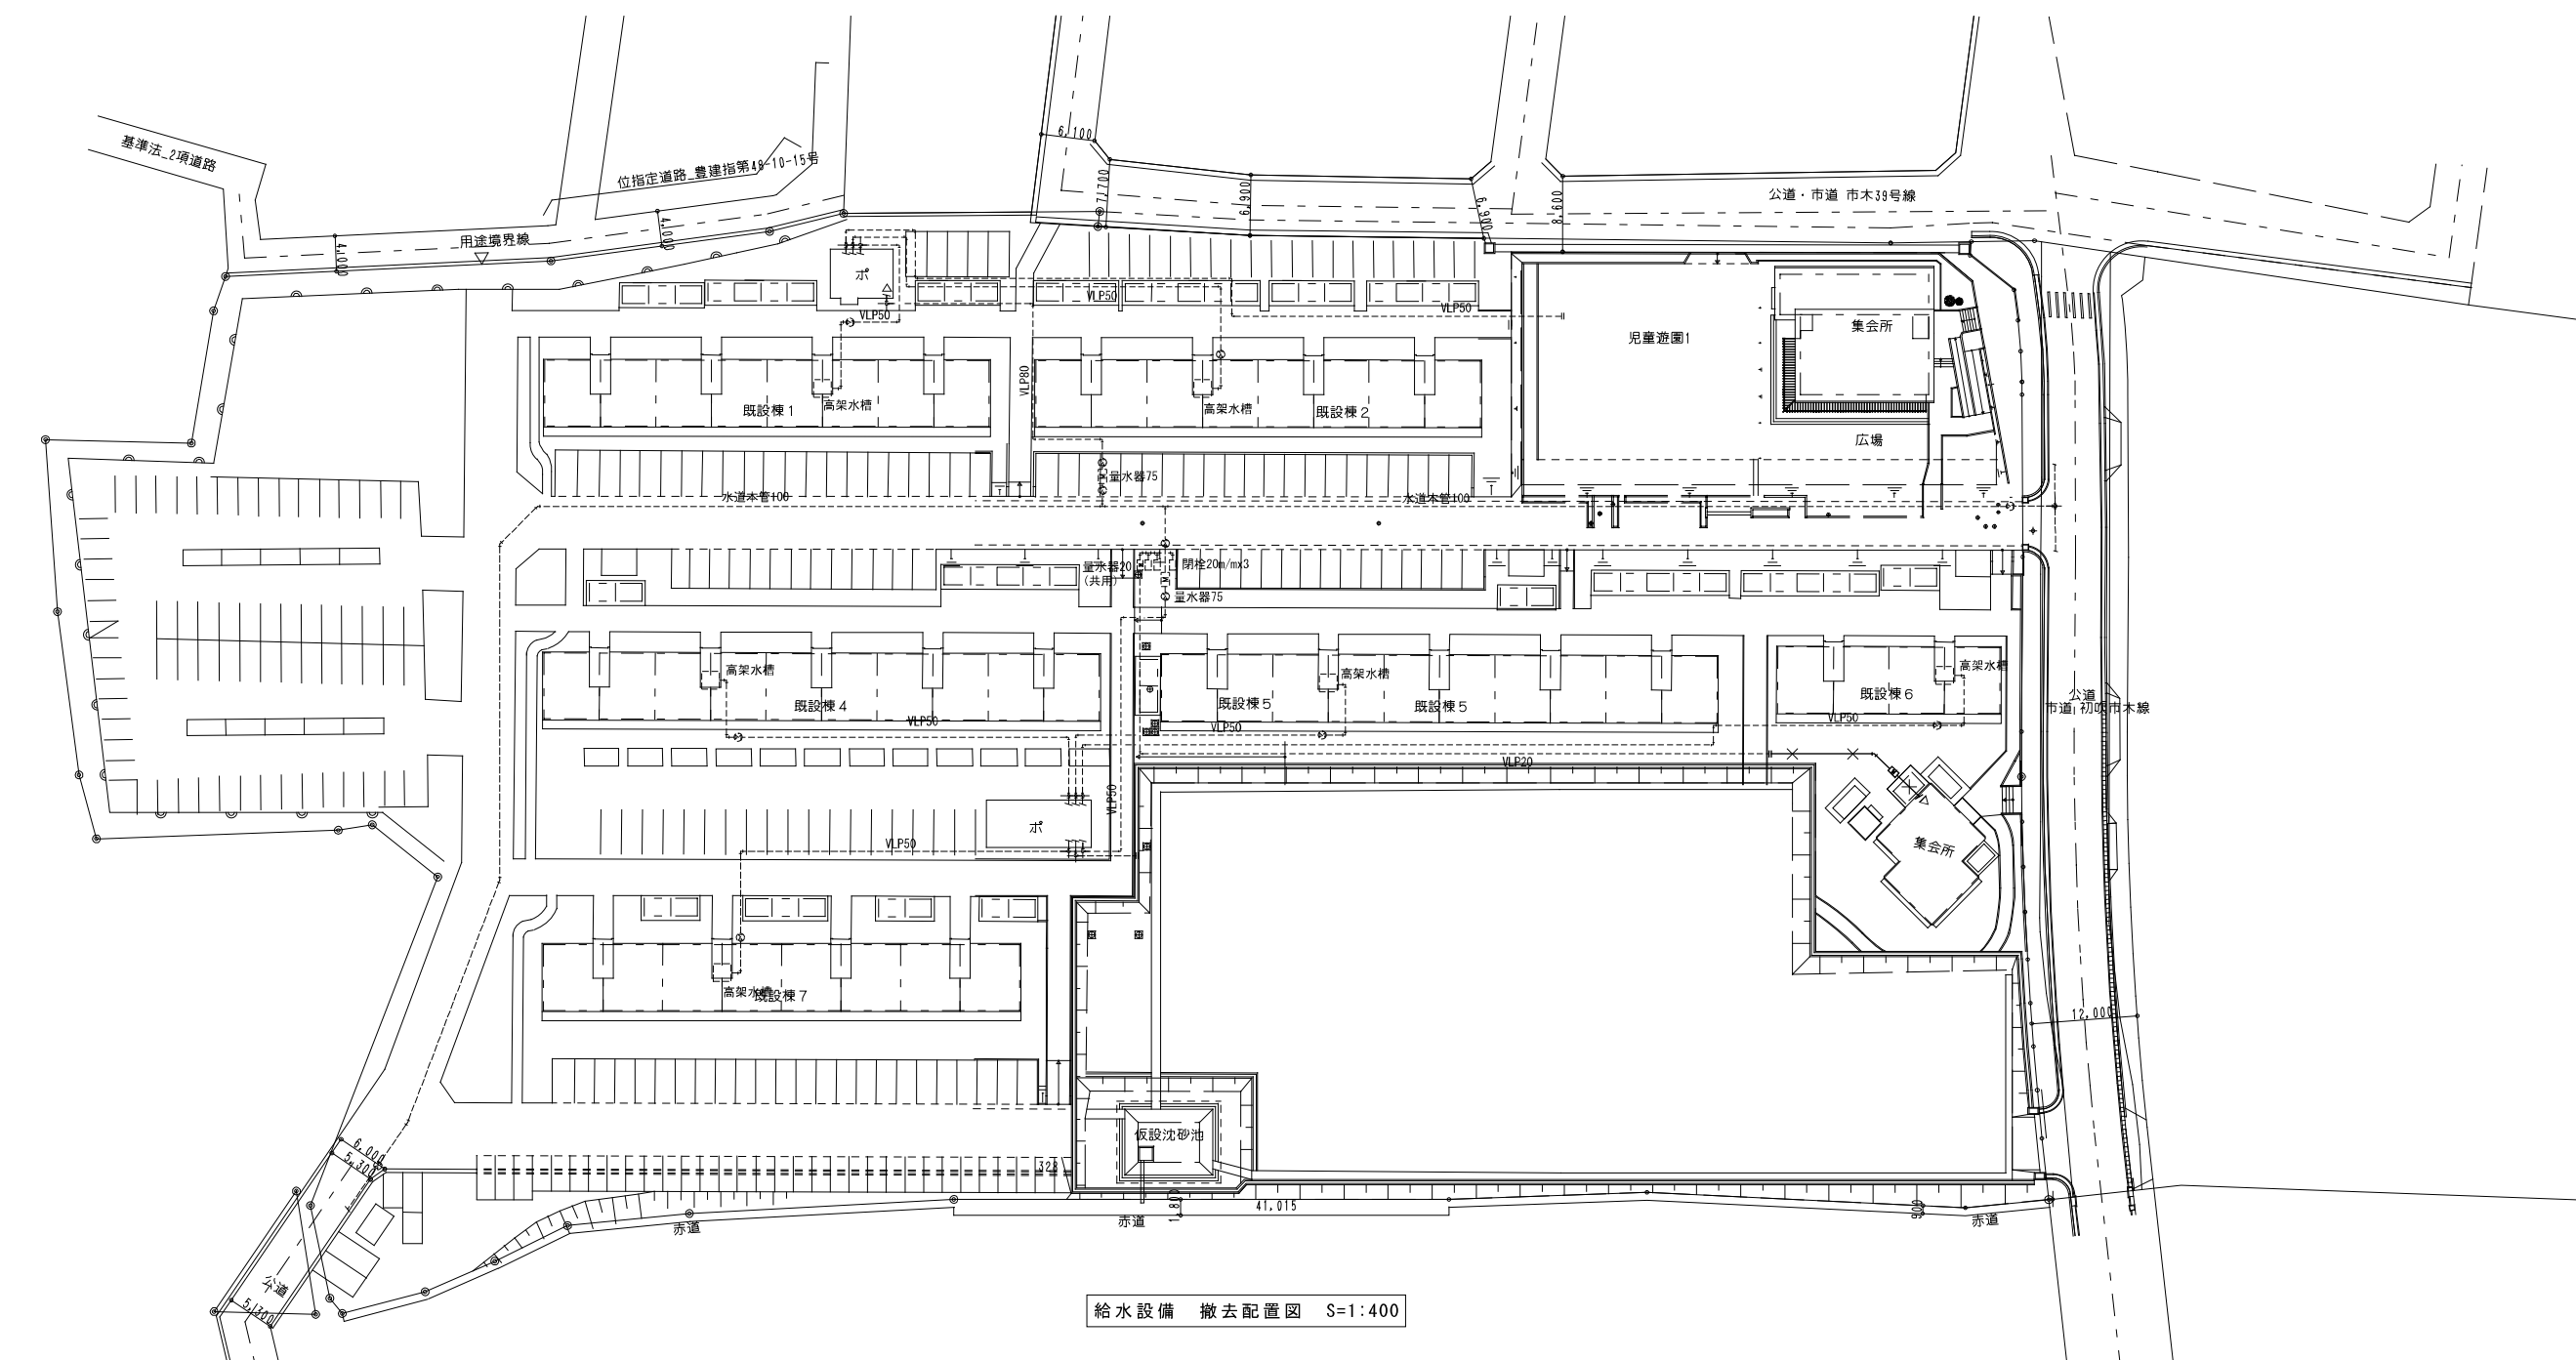 6,100
基準法_2項道路
位指定道路_豊建指第48-10-15号
7,700
6,900
6,900
8,600
公道・市道 市木39号線
4,000
用途境界線
4,000
ポ
VLP50
VLP50
VLP50
児童遊園1
集会所
VLP80
高架水槽
既設棟1
高架水槽
既設棟2
広場
量水器75
水道本管100
水道本管100
量水器20
(共用)
閉栓20m/mx3
量水器75
高架水槽
高架水槽
高架水槽
既設棟4
既設棟5
既設棟5
既設棟6
公道
市道 初吹市木線
VLP50
VLP50
VLP50
VLP20
VLP50
ポ
VLP50
集会所
高架水槽
既設棟7
12,000
仮設沈砂池
6,000
5,300
328
1,800
41,015
900
赤道
赤道
赤道
公道
5,300
給水設備 撤去配置図 S=1:400